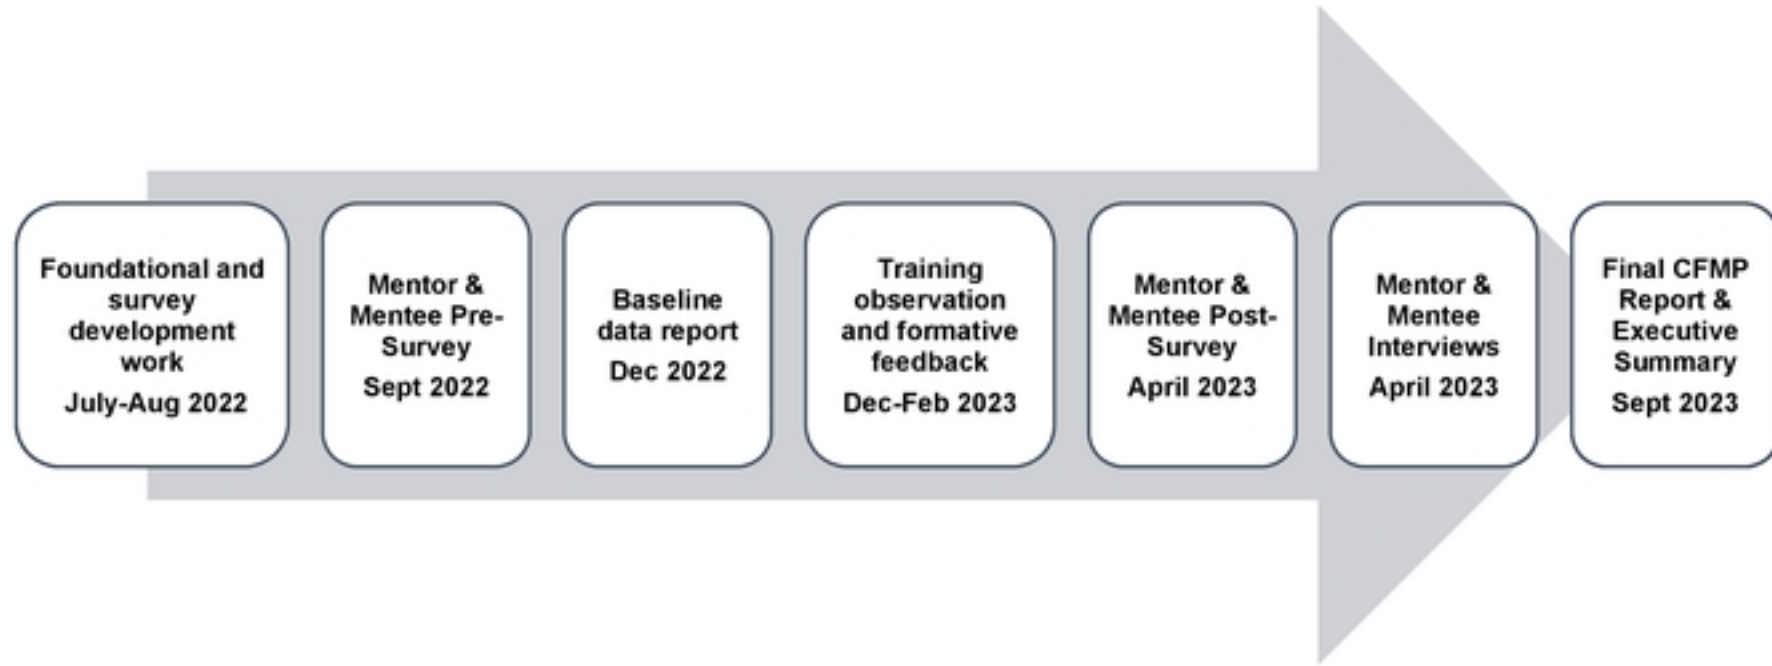 Foundational and
survey
development
work
July-Aug 2022
Mentor &
Mentee Pre-
Survey
Sept 2022
Baseline
data report
Dec 2022
Training
observation
and formative
feedback
Dec-Feb 2023
Mentor &
Mentee Post-
Survey
April 2023
Mentor &
Mentee
Interviews
April 2023
Final CFMP
Report &
Executive
Summary
Sept 2023